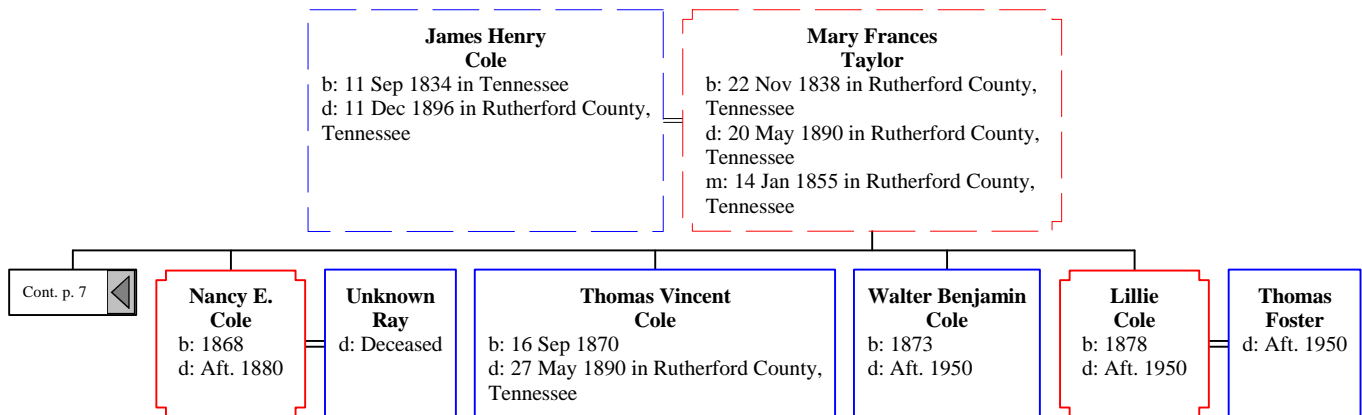 James Henry
Cole
b: 11 Sep 1834 in Tennessee
d: 11 Dec 1896 in Rutherford County,
Tennessee
Mary Frances
Taylor
b: 22 Nov 1838 in Rutherford County,
Tennessee
d: 20 May 1890 in Rutherford County,
Tennessee
m: 14 Jan 1855 in Rutherford County,
Tennessee
Cont. p. 7
Nancy E.
Cole
b: 1868
d: Aft. 1880
Unknown
Ray
d: Deceased
Thomas Vincent
Cole
b: 16 Sep 1870
d: 27 May 1890 in Rutherford County,
Tennessee
Walter Benjamin
Cole
b: 1873
d: Aft. 1950
Lillie
Cole
b: 1878
d: Aft. 1950
Thomas
Foster
d: Aft. 1950